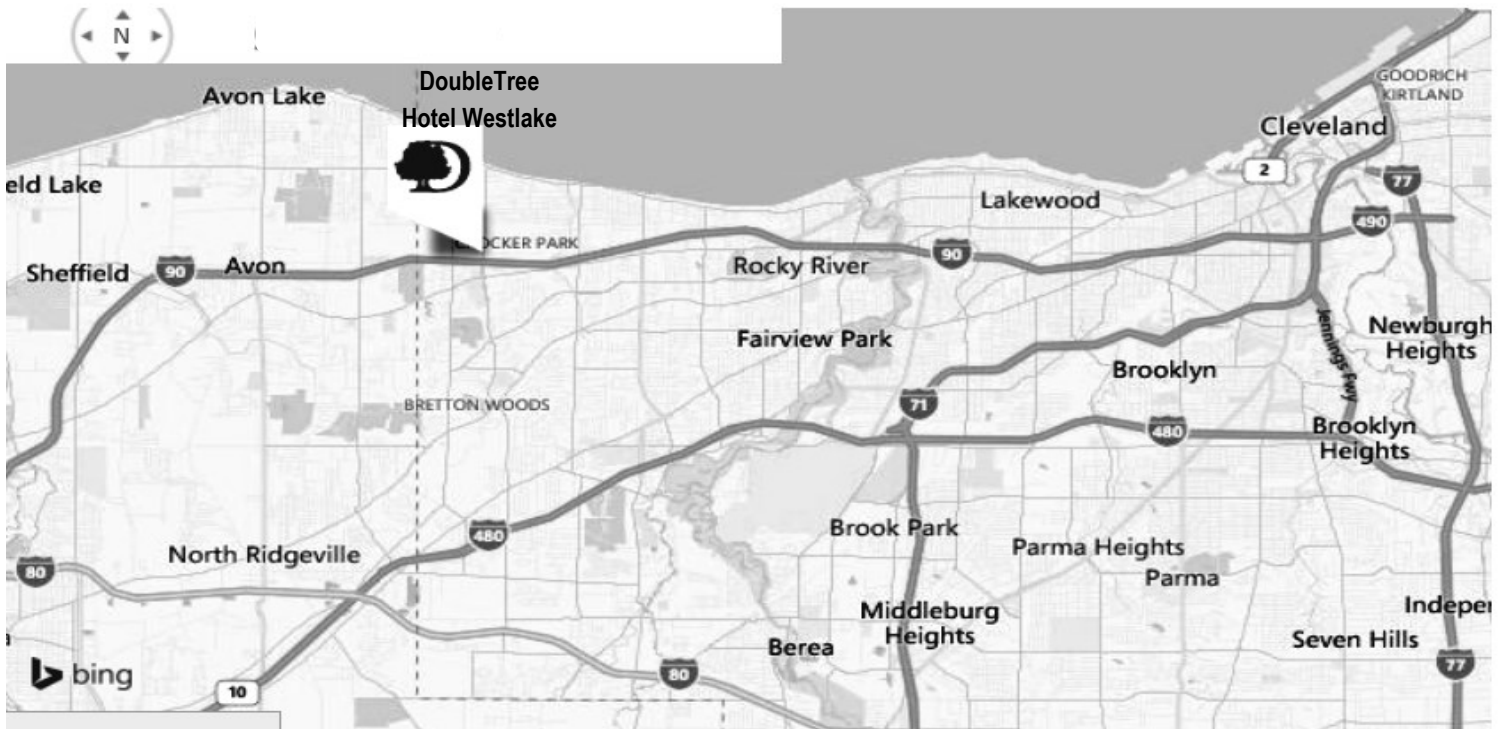 N
DoubleTree
Hotel Westlake
D
Avon Lake
GOODRICH
KIRTLAND
Cleveland
eld Lake
2
77
Lakewood
490
CROCKER PARK
Sheffield
90
Avon
Rocky River
90
Fairview Park
Jennings Fwy
Newburgh
Heights
Brooklyn
BRETTON WOODS
71
480
Brooklyn
Heights
480
Brook Park
North Ridgeville
Parma Heights
80
Parma
Middleburg
Heights
Indeper
a
Berea
Seven Hills
bing
80
77
10